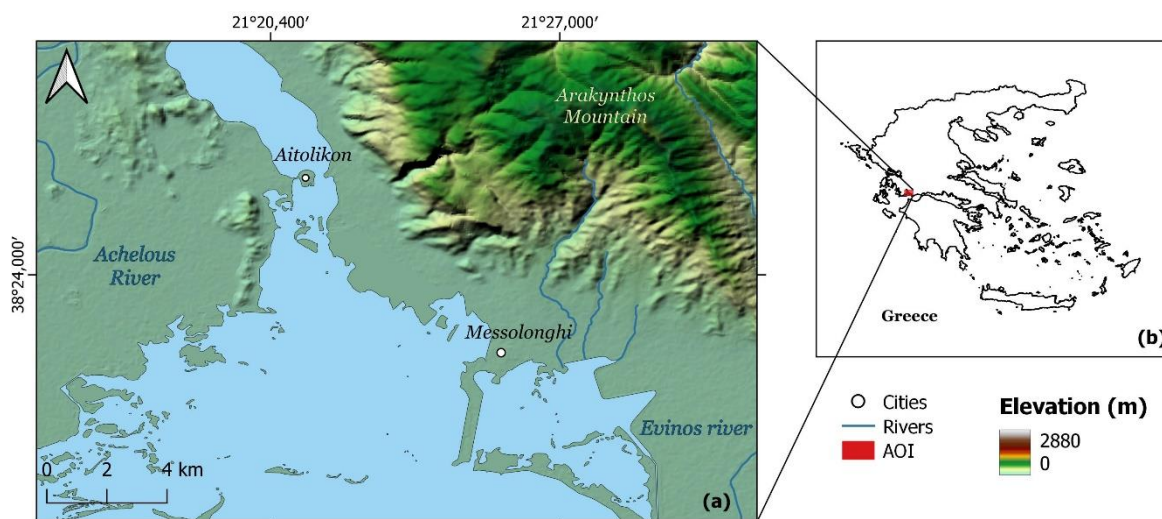 21°20,400′
21°27,000′
38°24,000′
Arakynthos
Mountain
Aitolikon
Achelous
River
Messolonghi
Evinos river
0
2
4 km
(a)
Greece
(b)
Cities
Rivers
AOI
Elevation (m)
2880
0